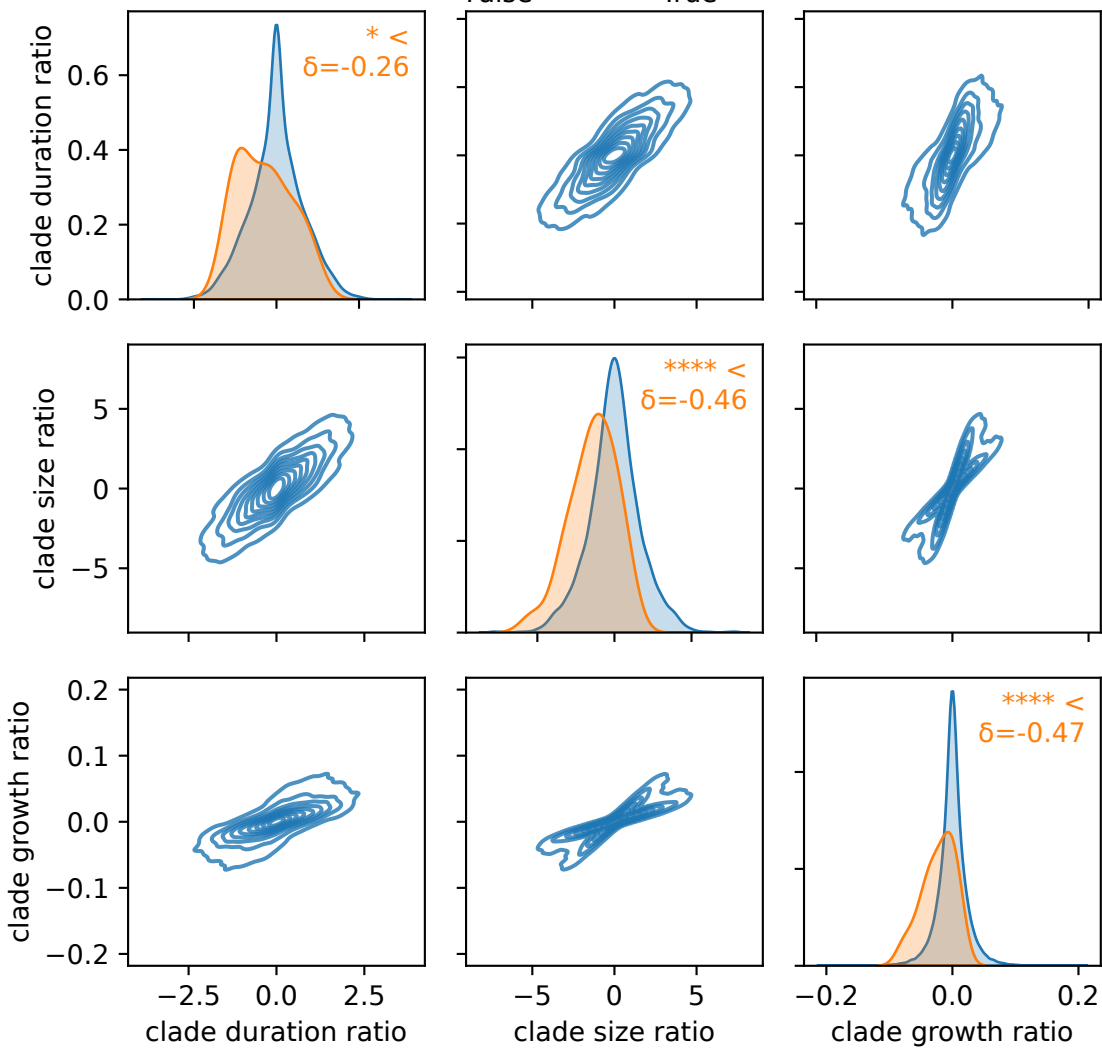 True
clade duration ratio
0.6
0.4
0.2
0.0
* <
δ=-0.26
clade size ratio
5
0
−5
**** <
δ=-0.46
clade growth ratio
0.2
0.1
0.0
−0.1
−0.2
**** <
δ=-0.47
−2.5 0.0 2.5
−5 0 5
−0.2 0.0 0.2
clade duration ratio clade size ratio clade growth ratio